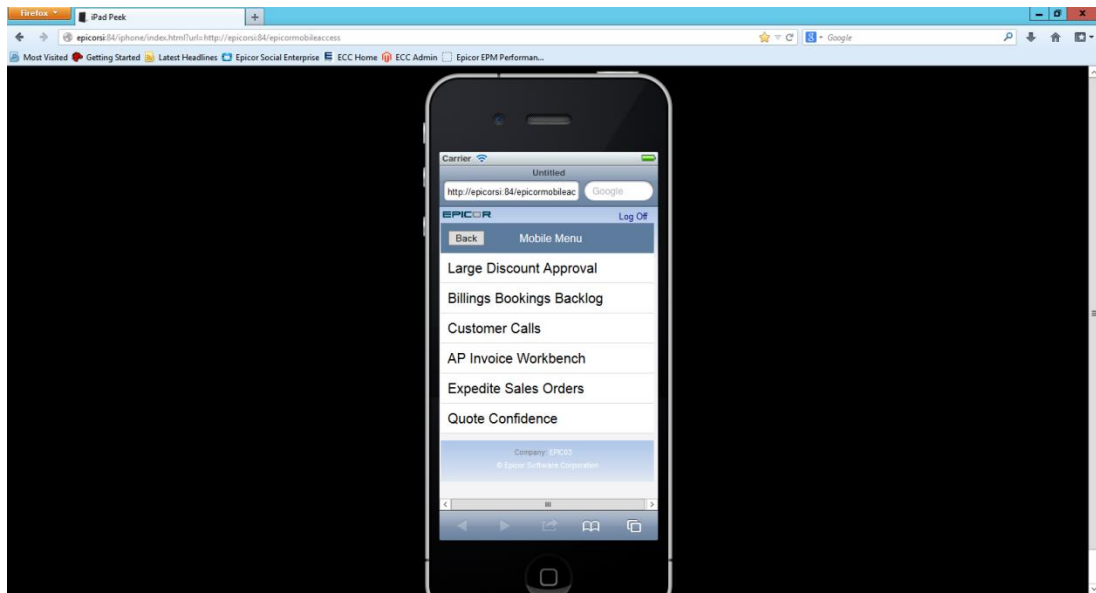 Firefox
iPad Peek
epicorsi:84/iphone/index.html?url=http://epicorsi:84/epicormobileaccess
Google
Most Visited Getting Started Latest Headlines Epicor Social Enterprise ECC Home ECC Admin Epicor EPM Performan...
Carrier
Untitled
http://epicorsi:84/epicormobileac Google
EPICOR Log Off
Back Mobile Menu
Large Discount Approval
Billings Bookings Backlog
Customer Calls
AP Invoice Workbench
Expedite Sales Orders
Quote Confidence
Company: EPIC03
© Epicor Software Corporation